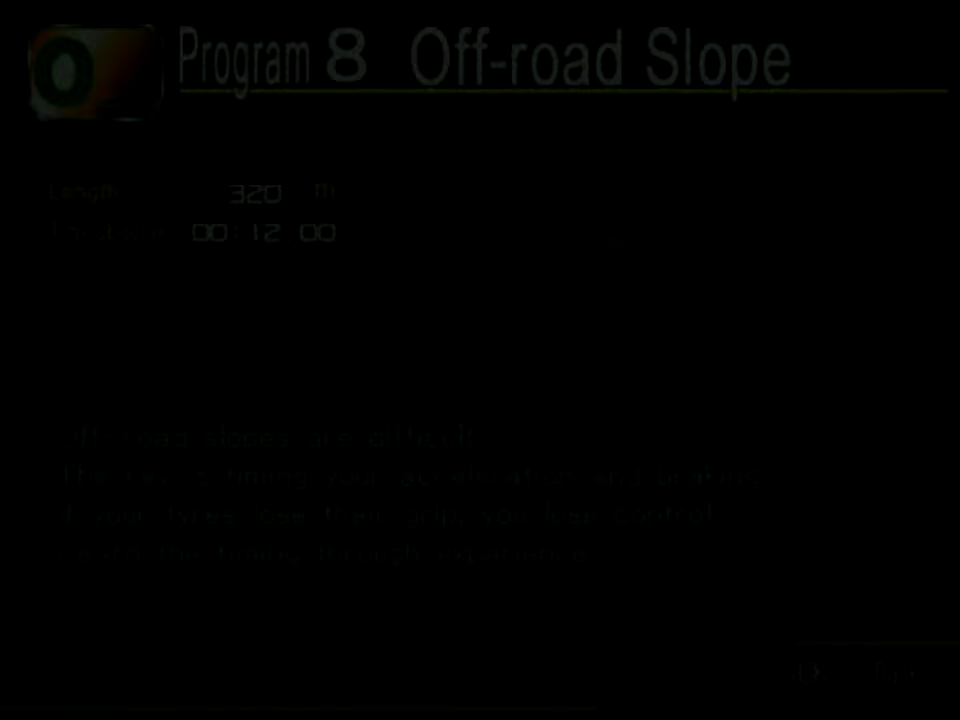 Program 8 Off-road Slope
Length 320 m
00:12 00
Off-road slopes are difficult
The key is timing your acceleration and braking
If your tyres lose their grip, you lose control
Learn the timing through experience